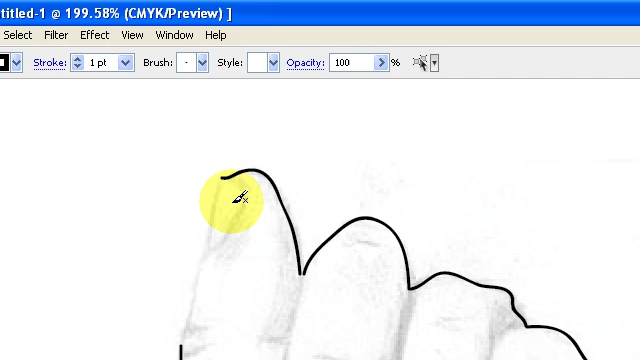 titled-1 @ 199.58% (CMYK/Preview) ]
Select Filter Effect View Window Help
Stroke: 1 pt Brush: - Style: Opacity: 100 %